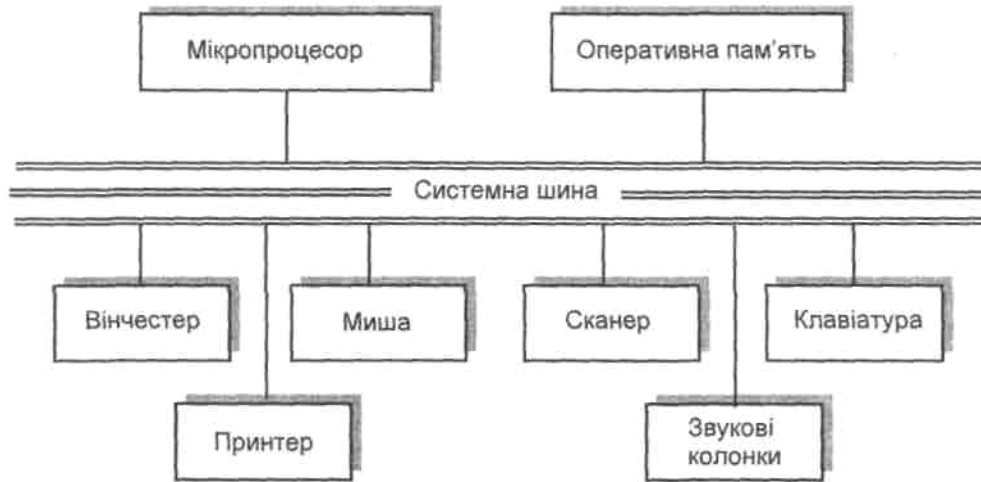 Мікропроцесор
Оперативна пам'ять
Системна шина
Вінчестер
Миша
Сканер
Клавіатура
Принтер
Звукові
колонки